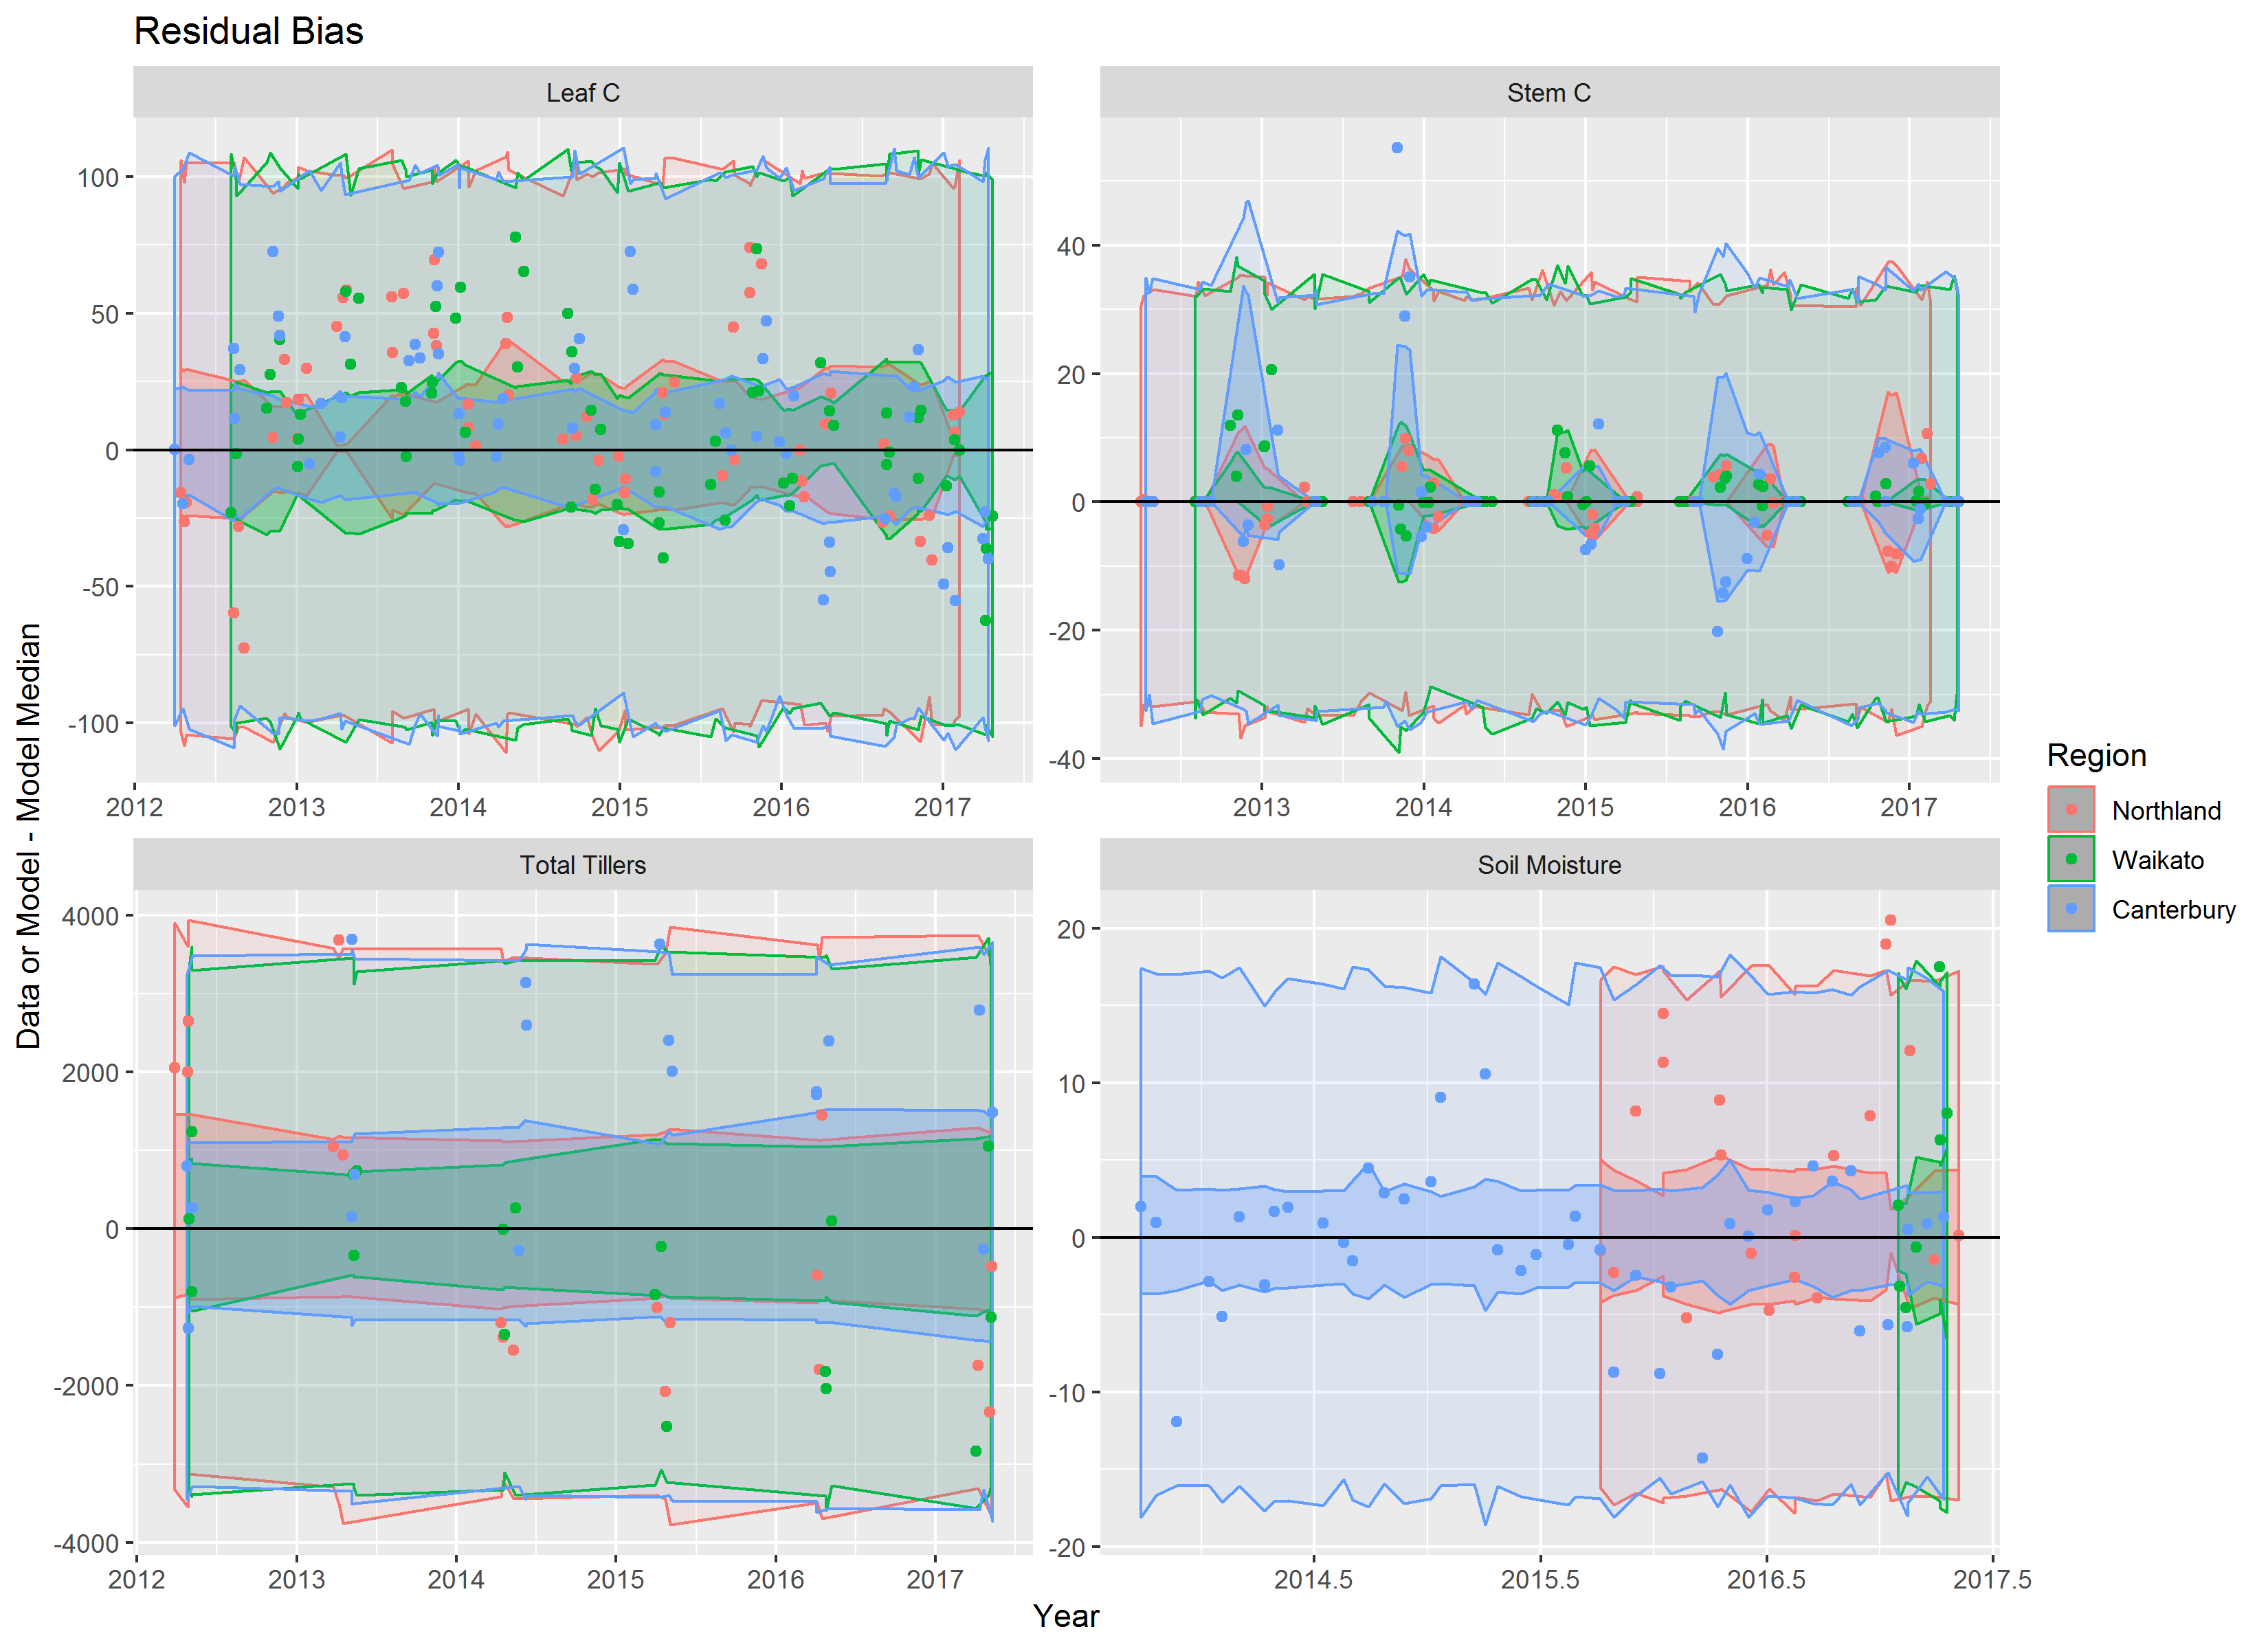 Residual Bias
Leaf C
Stem C
100
50
0
-50
-100
40
20
0
-20
-40
2012 2013 2014 2015 2016 2017
2013 2014 2015 2016 2017
Total Tillers
Soil Moisture
4000
2000
0
-2000
-4000
20
10
0
-10
-20
2012 2013 2014 2015 2016 2017
2014.5 2015.5 2016.5 2017.5
Data or Model - Model Median
Year
Region
Northland
Waikato
Canterbury